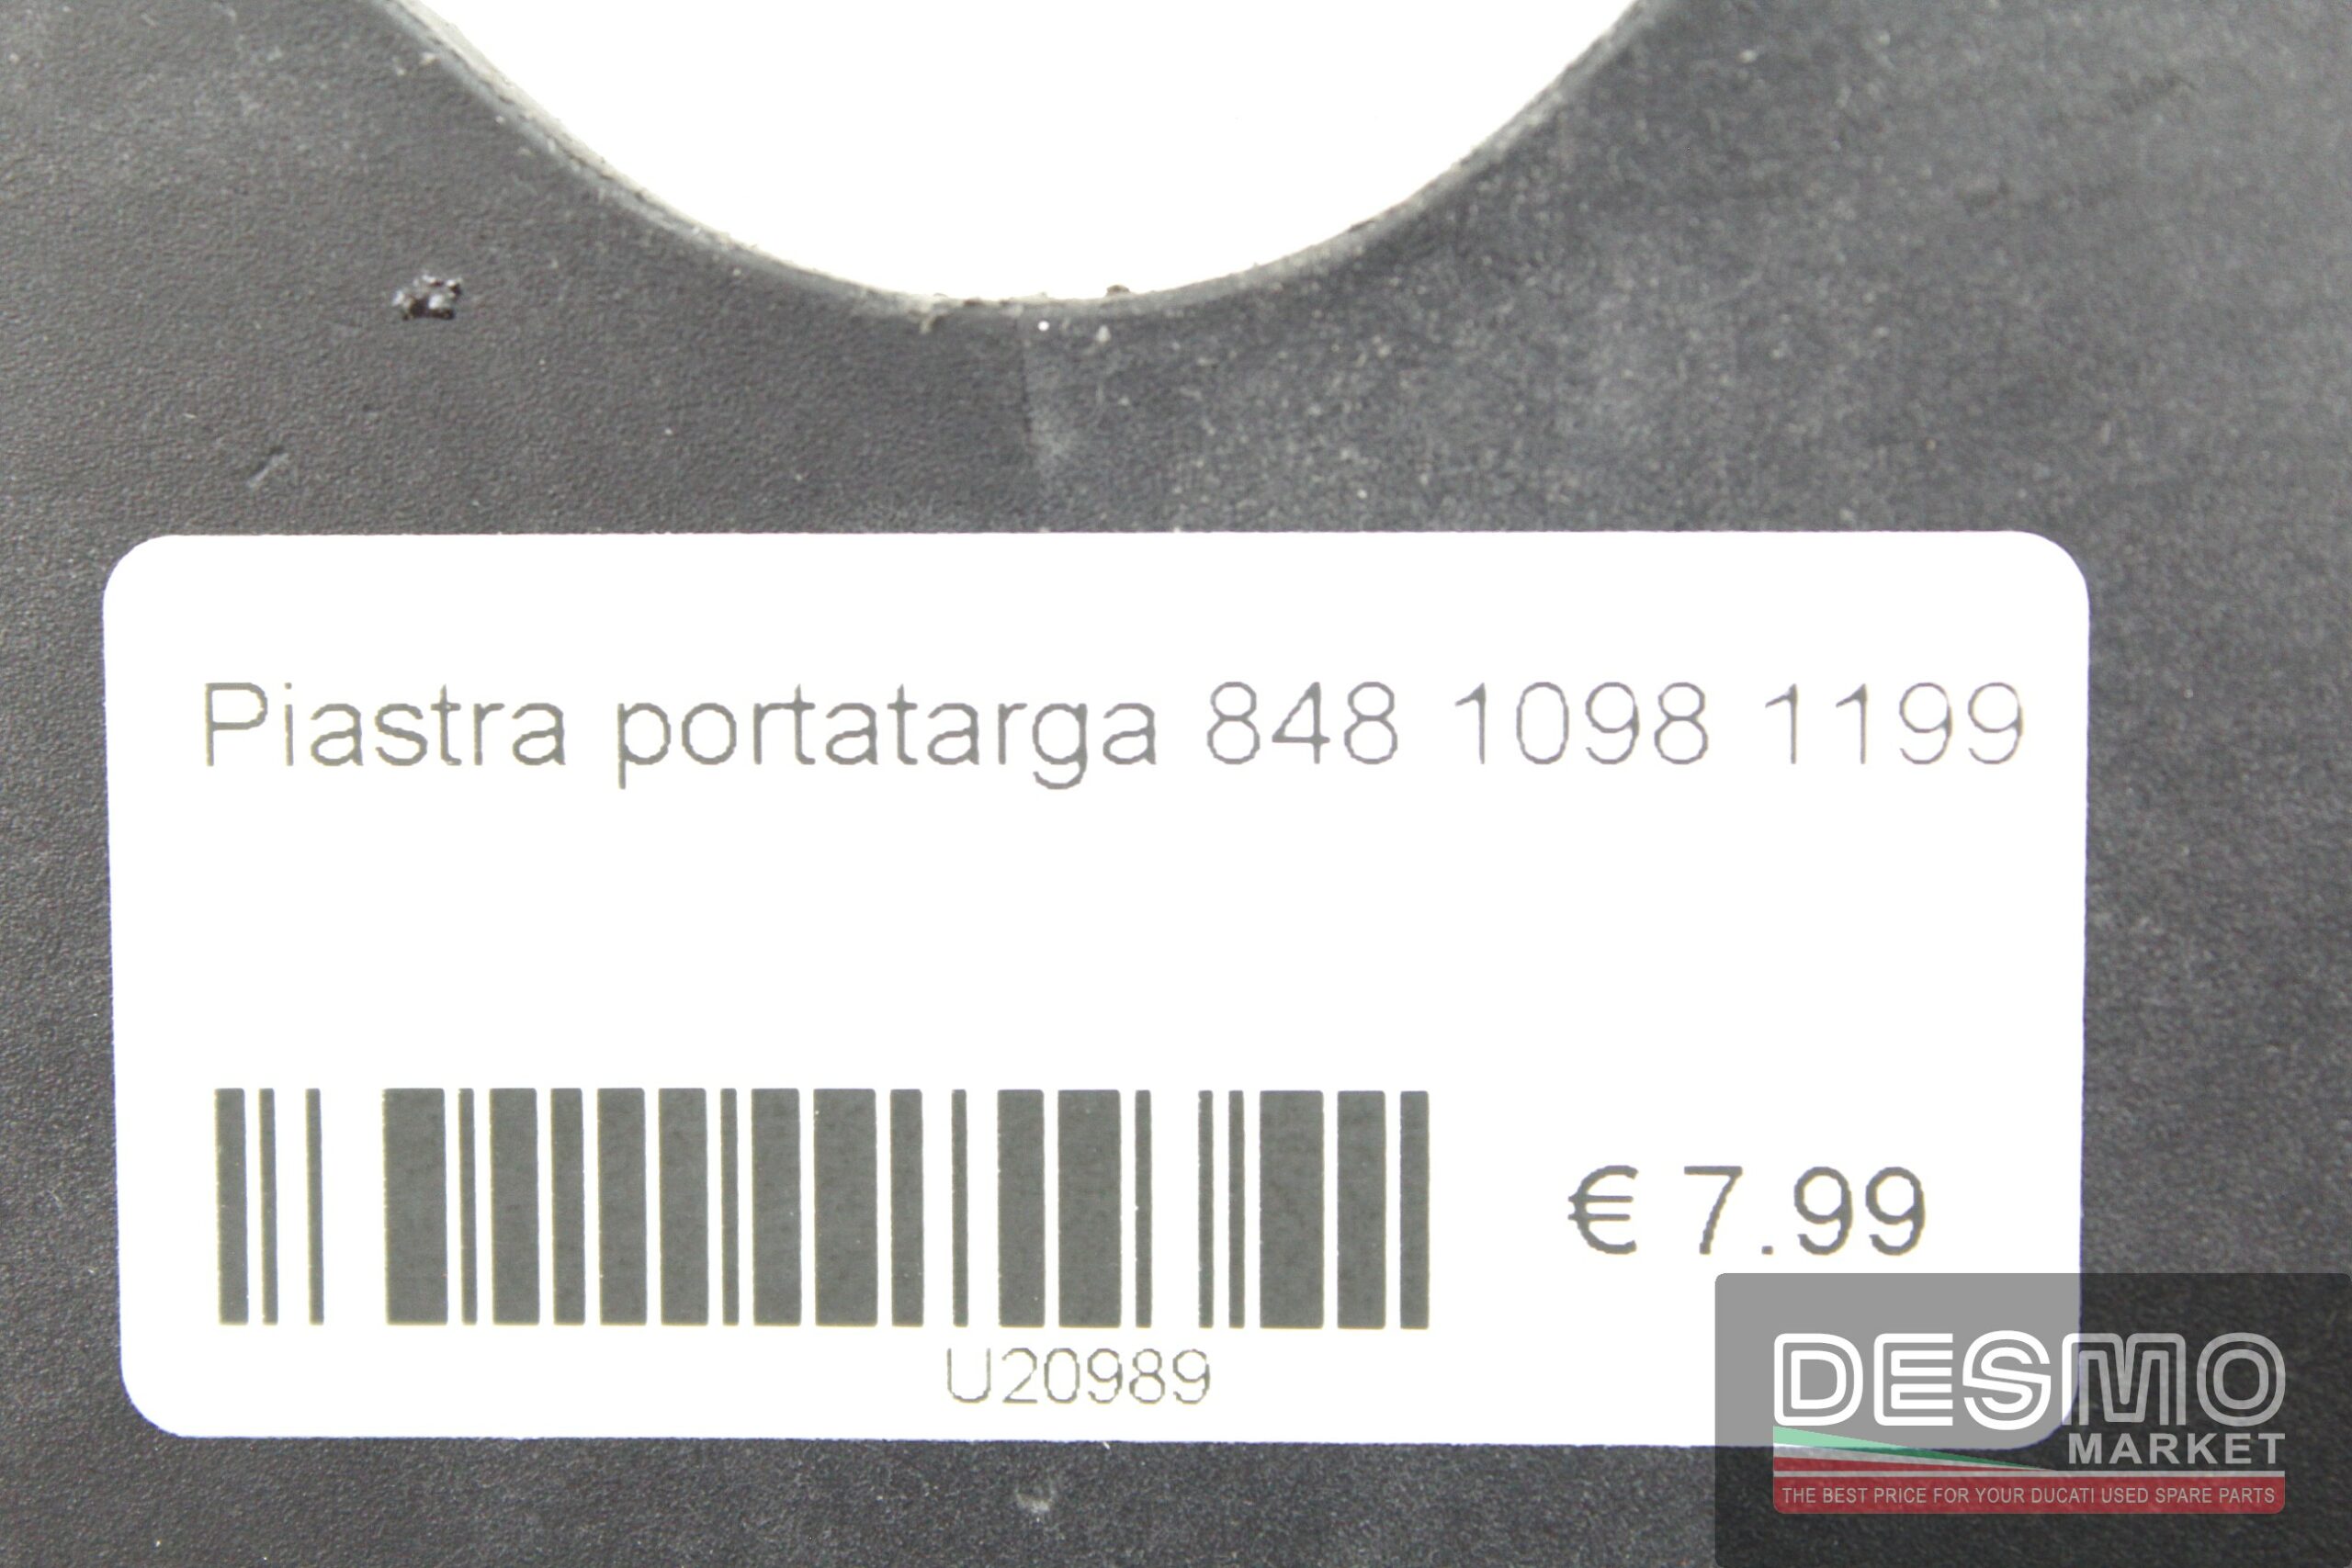 Piastra portatarga 848 1098 1199
€ 7.99
U20989
DESMO
MARKET
THE BEST PRICE FOR YOUR DUCATI USED SPARE PARTS